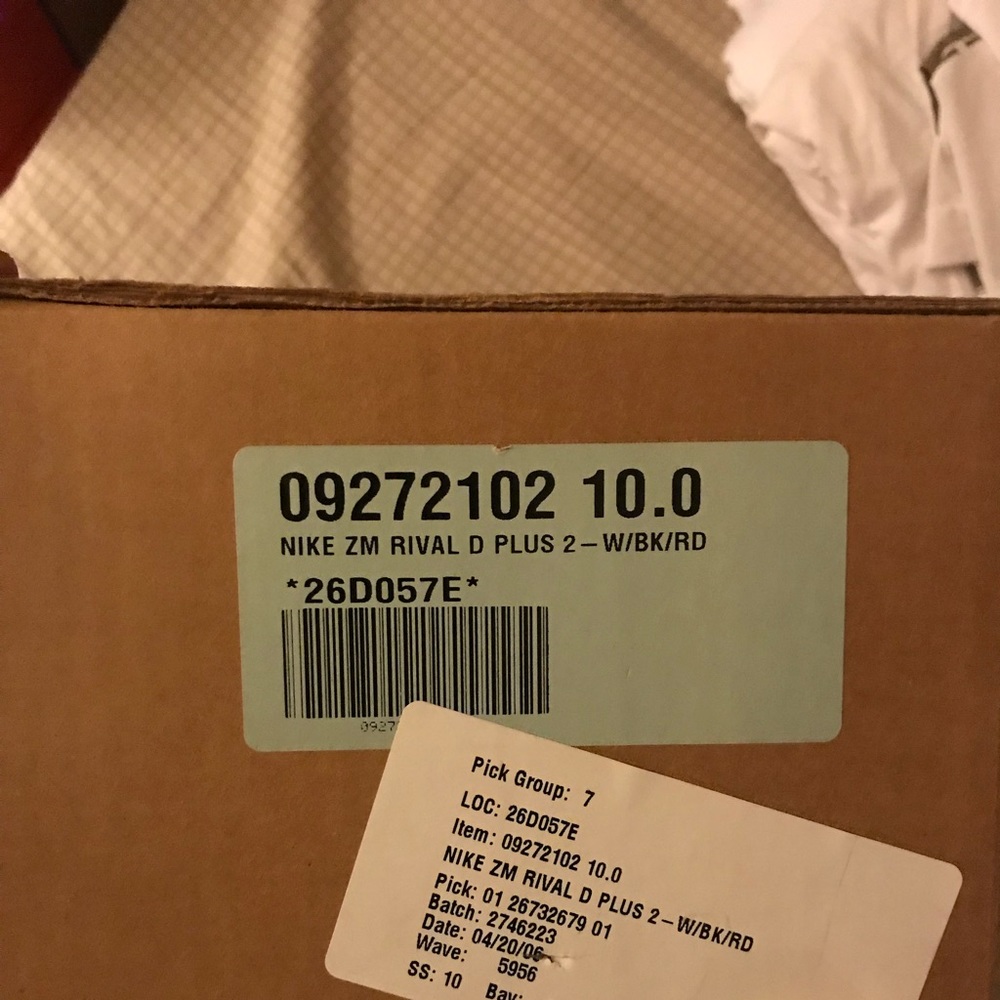 09272102 10.0
NIKE ZM RIVAL D PLUS 2-W/BK/RD
*26D057E*
0927
Pick Group: 7
LOC: 26D057E
Item: 09272102 10.0
NIKE ZM RIVAL D PLUS 2-W/BK/RD
Pick: 01 26732679 01
Batch: 2746223
Date: 04/20/06
Wave: 5956
SS: 10 Bay: